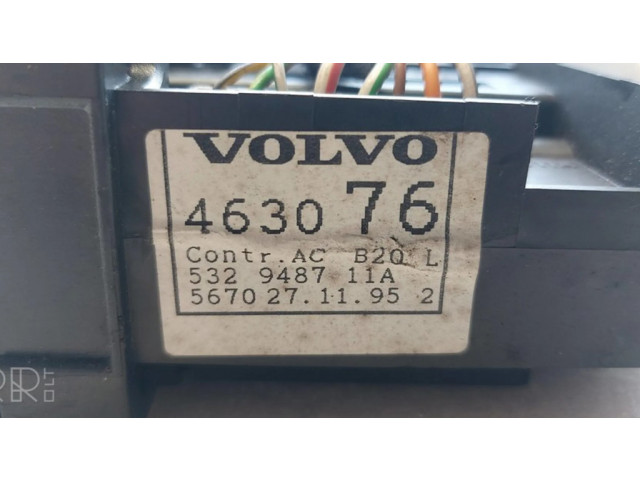 VOLVO
4630 76
Contr.AC B20 L
532 9487 11A
5670 27.11.95 2